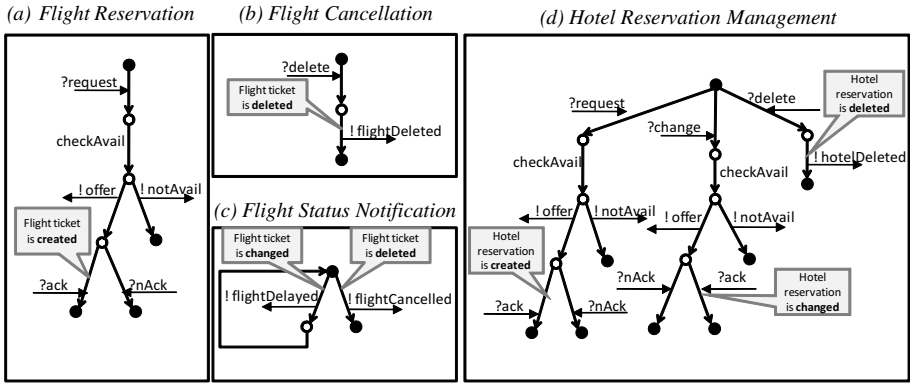 (a) Flight Reservation
?request
checkAvail
! offer
! notAvail
Flight ticket
is created
?ack
?nAck
(b) Flight Cancellation
?delete
Flight ticket
is deleted
! flightDeleted
(c) Flight Status Notification
Flight ticket
is changed
Flight ticket
is deleted
! flightDelayed
! flightCancelled
(d) Hotel Reservation Management
?request
?change
?delete
Hotel
reservation
is deleted
checkAvail
checkAvail
! hotelDeleted
! offer
! notAvail
! offer
! notAvail
Hotel
reservation
is created
?ack
?nAck
?nAck
?ack
Hotel
reservation
is changed